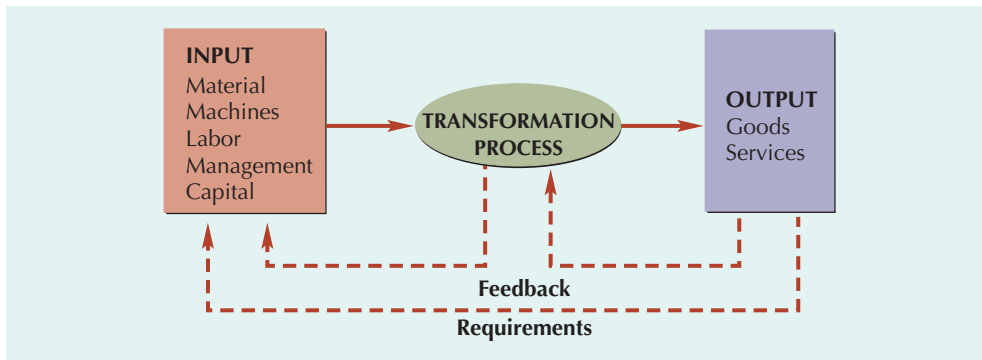 INPUT
Material
Machines
Labor
Management
Capital
TRANSFORMATION
PROCESS
OUTPUT
Goods
Services
Feedback
Requirements